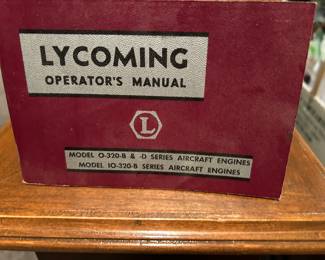 LYCOMING
OPERATOR'S MANUAL
L
MODEL O-320-B & -D SERIES AIRCRAFT ENGINES
MODEL IO-320-B SERIES AIRCRAFT ENGINES